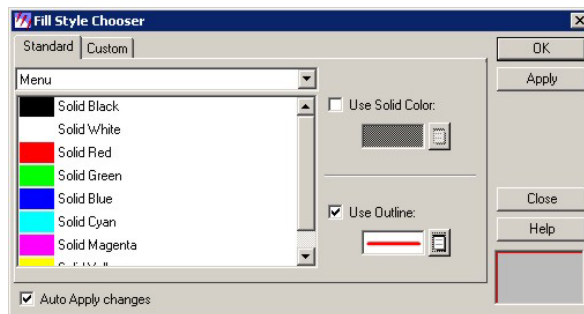 Fill Style Chooser
Standard
Custom
OK
Menu
Apply
Solid Black
Use Solid Color:
Solid White
Solid Red
Solid Green
Solid Blue
Use Outline:
Close
Solid Cyan
Help
Solid Magenta
Auto Apply changes